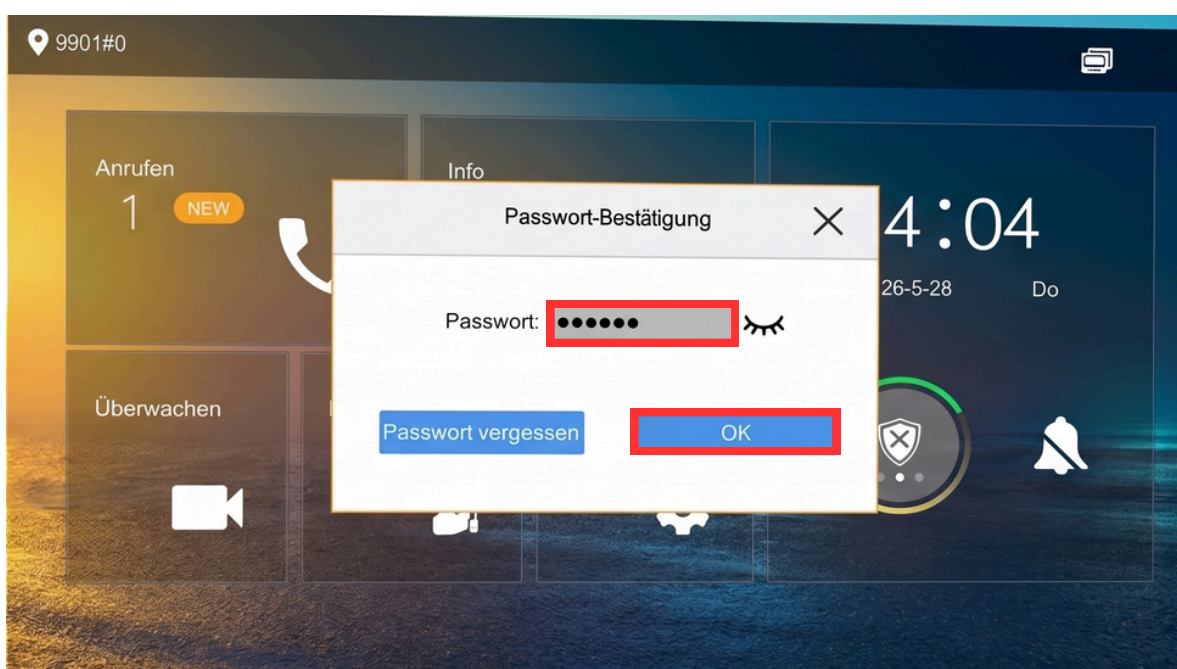 9901#0
Anrufen
1 NEW
Info
Passwort-Bestätigung
4:04
26-5-28 Do
Passwort:
Überwachen
Passwort vergessen
OK